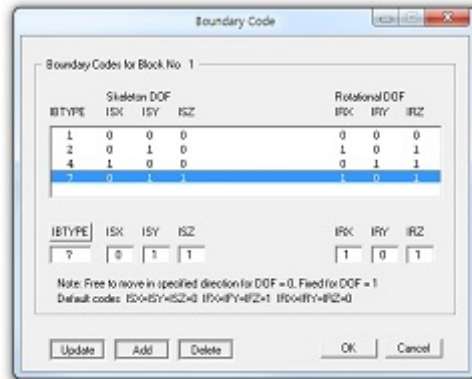 Boundary Code
Boundary Codes for Block No 1
Skeleton DOF Rotational DOF
IBTYPE ISX ISY ISZ IRX IRY IRZ
1 0 0 0 0 0 0
2 0 1 0 1 0 1
4 1 0 0 0 1 1
7 0 1 1 1 0 1
IBTYPE ISX ISY ISZ IRX IRY IRZ
7 0 1 1 1 0 1
Note: Free to move in specified direction for DOF = 0, Fixed for DOF = 1
Default codes ISX=ISY=ISZ=0 IFX=IFY=IFZ=1 IRX=IRY=IRZ=0
Update Add Delete OK Cancel